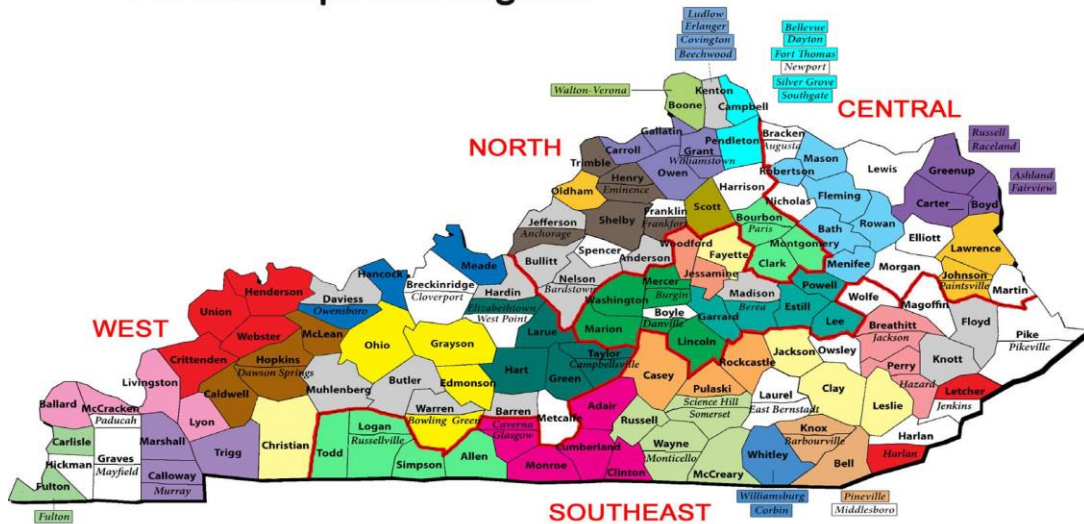 Ludlow
Erlanger
Covington
Beechwood
Bellevue
Dayton
Fort Thomas
Newport
Silver Grove
Southgate
Walton-Verona
Boone
Kenton
Campbell
CENTRAL
NORTH
Gallatin
Carroll
Grant
Williamstown
Pendleton
Bracken
Augusta
Mason
Lewis
Russell
Raceland
Greenup
Ashland
Fairview
Trimble
Owen
Robertson
Henry
Eminence
Harrison
Fleming
Carter
Boyd
Oldham
Scott
Nicholas
Rowan
Jefferson
Anchorage
Shelby
Franklin
Frankfort
Bourbon
Paris
Bath
Elliott
Lawrence
Woodford
Fayette
Montgomery
Clark
Menifee
Morgan
Spencer
Anderson
Bullitt
Jessamine
Johnson
Paintsville
Martin
Meade
Hancock
Nelson
Bardstown
Mercer
Burgin
Madison
Berea
Powell
Wolfe
Magoffin
Breckinridge
Cloverport
Hardin
Elizabethtown
West Point
Washington
Estill
Henderson
Daviess
Owensboro
Boyle
Danville
Garrard
Lee
Floyd
Union
WEST
Webster
McLean
Larue
Marion
Lincoln
Breathitt
Jackson
Pike
Pikeville
Ohio
Grayson
Taylor
Campbellsville
Rockcastle
Jackson
Owsley
Knott
Crittenden
Hopkins
Dawson Springs
Hart
Green
Casey
Perry
Hazard
Livingston
Caldwell
Muhlenberg
Butler
Edmonson
Pulaski
Science Hill
Somerset
Laurel
East Bernstadt
Clay
Leslie
Letcher
Jenkins
Ballard
McCracken
Paducah
Lyon
Warren
Bowling Green
Barren
Caverna
Glasgow
Metcalfe
Adair
Russell
Carlisle
Marshall
Trigg
Christian
Logan
Russellville
Knox
Barbourville
Harlan
Harlan
Hickman
Graves
Mayfield
Todd
Simpson
Allen
Cumberland
Wayne
Monticello
Whitley
Bell
Fulton
Calloway
Murray
Monroe
Clinton
McCreary
Fulton
SOUTHEAST
Williamsburg
Corbin
Pineville
Middlesboro